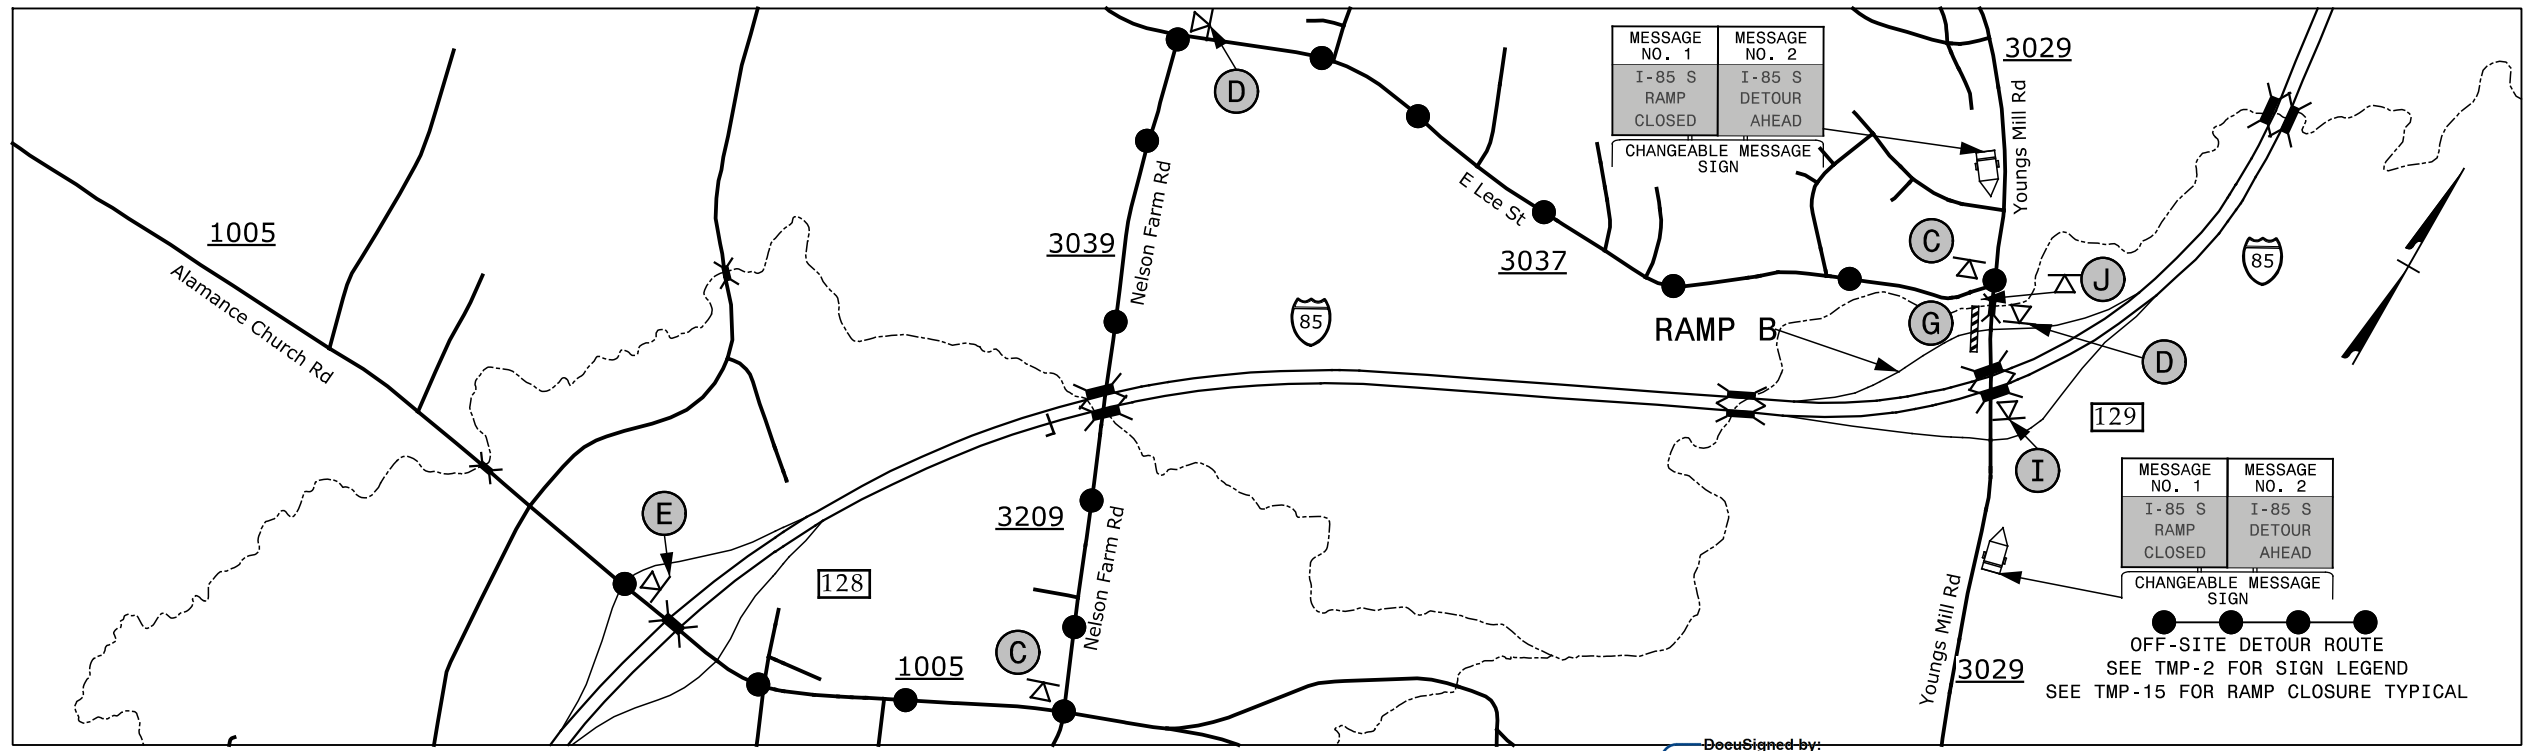 D
MESSAGE NO. 1
MESSAGE NO. 2
I-85 S
RAMP
CLOSED
I-85 S
DETOUR
AHEAD
CHANGEABLE MESSAGE
SIGN
3029
Youngs Mill Rd
1005
Alamance Church Rd
3039
Nelson Farm Rd
E Lee St
3037
C
J
G
D
85
85
RAMP B
129
I
E
128
3209
Nelson Farm Rd
C
1005
MESSAGE NO. 1
MESSAGE NO. 2
I-85 S
RAMP
CLOSED
I-85 S
DETOUR
AHEAD
CHANGEABLE MESSAGE
SIGN
Youngs Mill Rd
3029
OFF-SITE DETOUR ROUTE
SEE TMP-2 FOR SIGN LEGEND
SEE TMP-15 FOR RAMP CLOSURE TYPICAL
DocuSigned by: